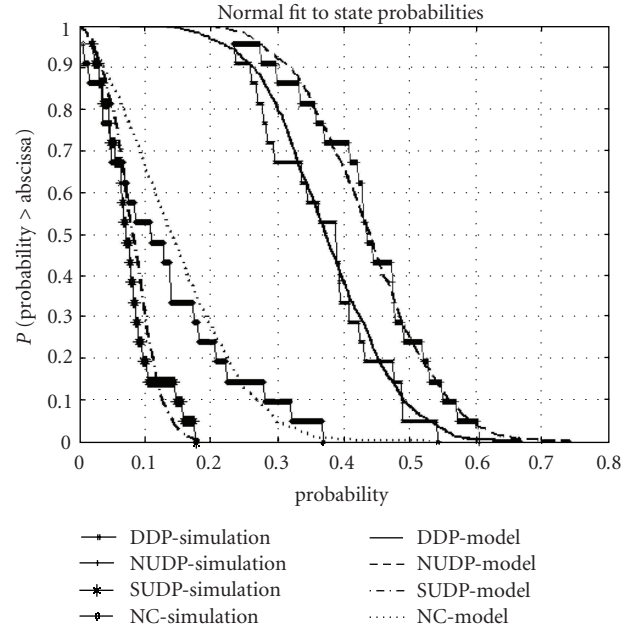 Normal fit to state probabilities
1
0.9
0.8
0.7
0.6
0.5
0.4
0.3
0.2
0.1
0
P (probability > abscissa)
0 0.1 0.2 0.3 0.4 0.5 0.6 0.7 0.8
probability
DDP-simulation
NUDP-simulation
SUDP-simulation
NC-simulation
DDP-model
NUDP-model
SUDP-model
NC-model